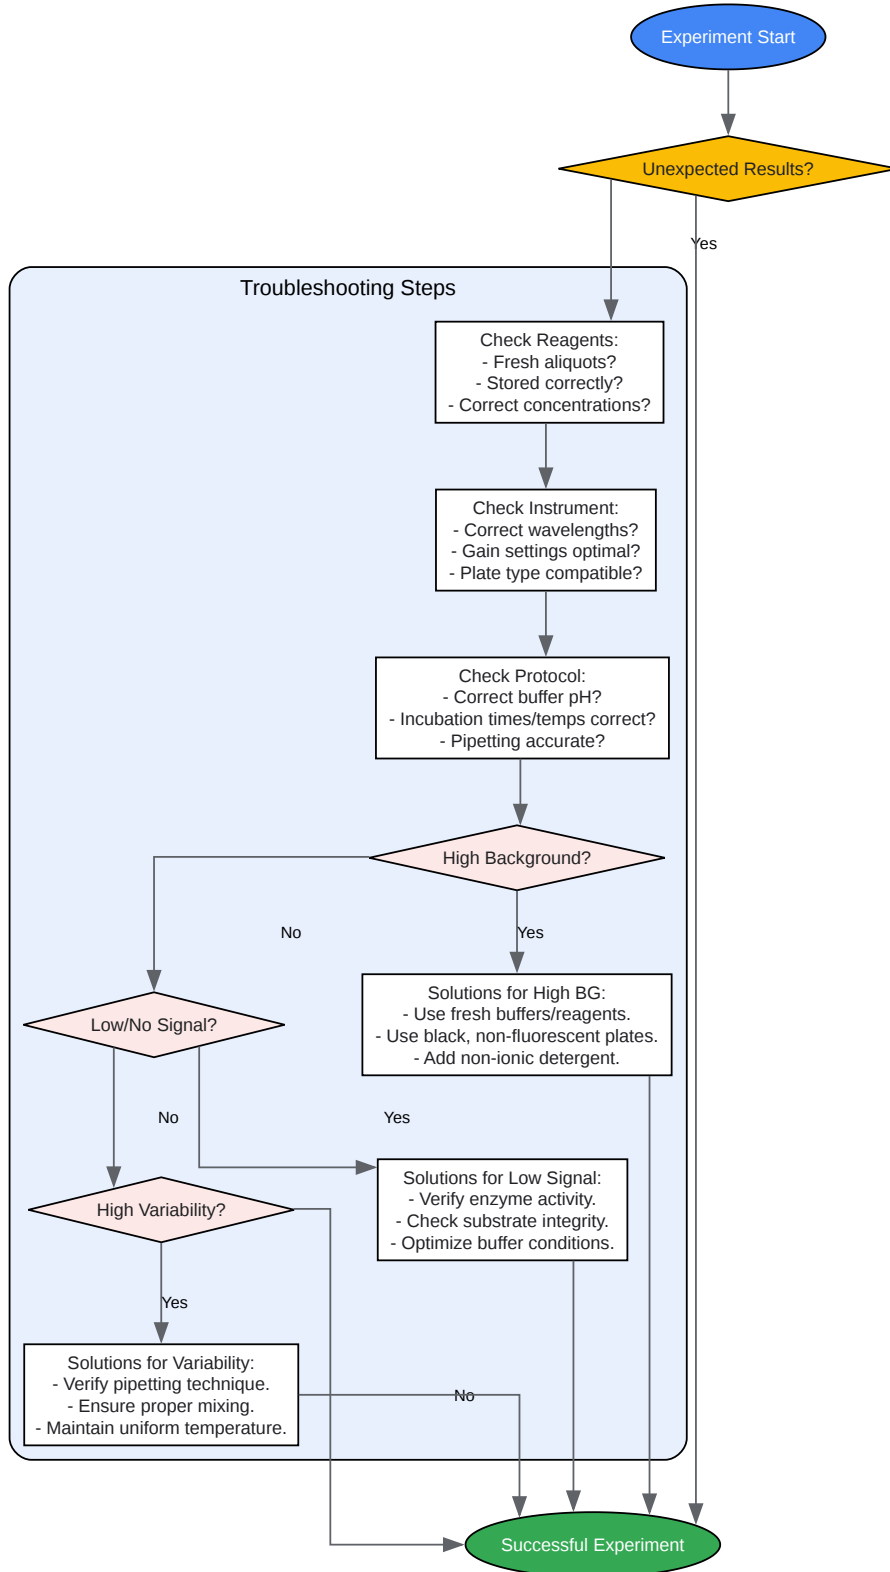 Experiment Start
Unexpected Results?
Yes
Troubleshooting Steps
Check Reagents:
- Fresh aliquots?
- Stored correctly?
- Correct concentrations?
Check Instrument:
- Correct wavelengths?
- Gain settings optimal?
- Plate type compatible?
Check Protocol:
- Correct buffer pH?
- Incubation times/temps correct?
- Pipetting accurate?
High Background?
No
Yes
Solutions for High BG:
- Use fresh buffers/reagents.
- Use black, non-fluorescent plates.
- Add non-ionic detergent.
Low/No Signal?
No
Yes
Solutions for Low Signal:
- Verify enzyme activity.
- Check substrate integrity.
- Optimize buffer conditions.
High Variability?
Yes
Solutions for Variability:
- Verify pipetting technique.
- Ensure proper mixing.
- Maintain uniform temperature.
No
Successful Experiment